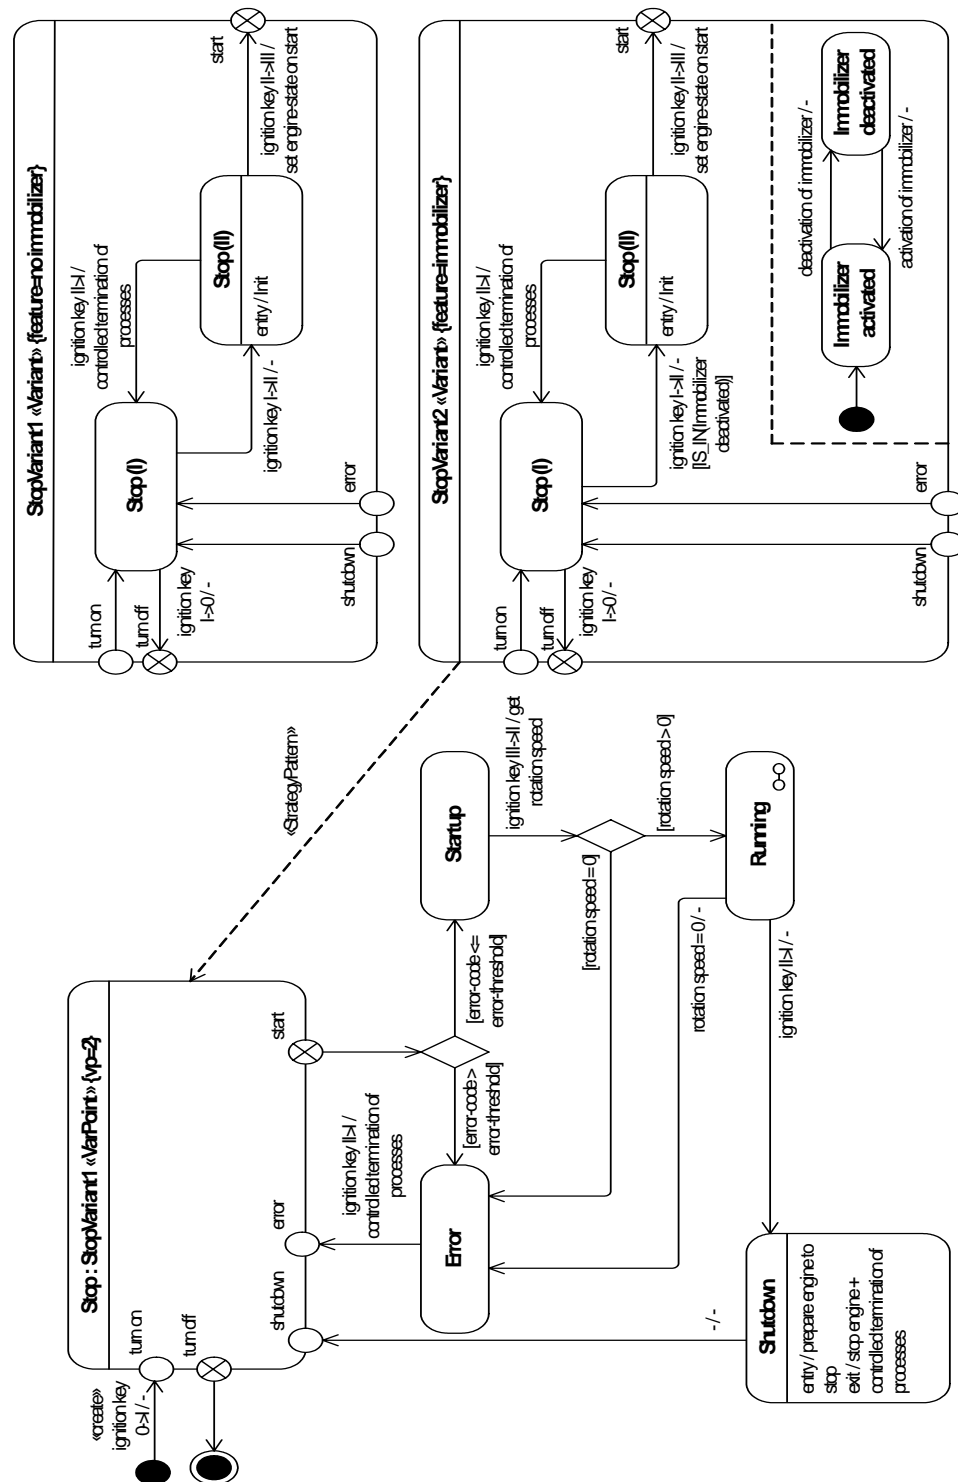 Stop : StopVariant1 «VarPoint» {vp=2}
«create»
ignition key
0->I / -
turn on
turn off
shutdown
error
start
«StrategyPattern»
ignition key II->I /
controlled termination of
processes
[error-code >
error-threshold]
[error-code <=
error-threshold]
Error
Startup
ignition key III->II / get
rotation speed
[rotation speed = 0]
[rotation speed > 0]
rotation speed = 0 / -
Running
ignition key II->I / -
- / -
Shutdown
entry / prepare engine to
stop
exit / stop engine +
controlled termination of
processes
StopVariant1 «Variant» {feature=no immobilizer}
turn on
turn off
ignition key
I->0 / -
Stop (I)
ignition key II->I /
controlled termination of
processes
ignition key I->II / -
Stop (II)
entry / Init
start
ignition key II->III /
set engine-state on start
shutdown
error
StopVariant2 «Variant» {feature=immobilizer}
turn on
turn off
ignition key
I->0 / -
Stop (I)
ignition key II->I /
controlled termination of
processes
ignition key I->II / -
[IS_IN(Immobilizer
deactivated)]
Stop (II)
entry / Init
start
ignition key II->III /
set engine-state on start
shutdown
error
Immobilizer
activated
deactivation of immobilizer / -
activation of immobilizer / -
Immobilizer
deactivated